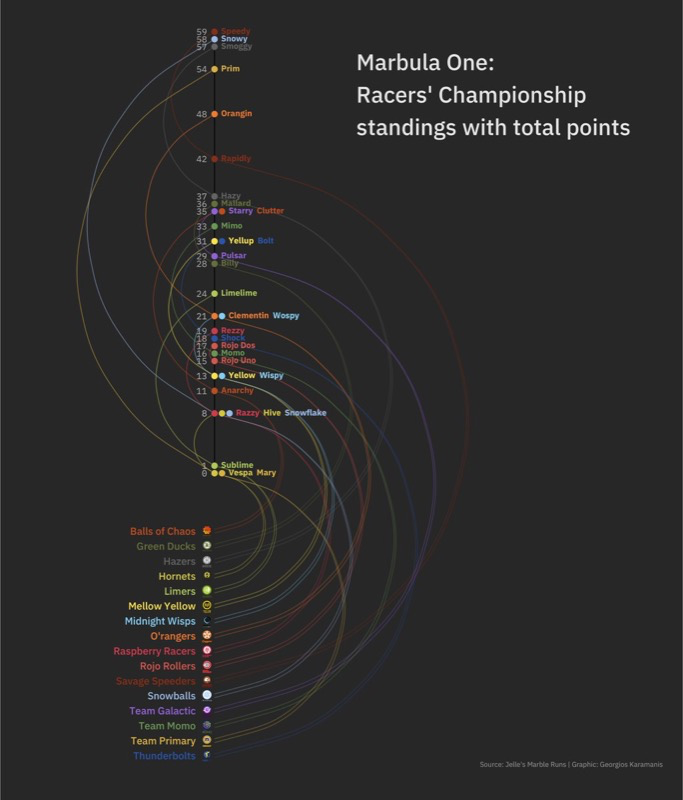 Marbula One:
Racers' Championship
standings with total points
59 Speedy
58 Snowy
57 Smoggy
54 Prim
48 Orangin
42 Rapidly
37 Hazy
36 Mallard
35 Starry Clutter
33 Mimo
31 Yellup Bolt
29 Pulsar
28 Billy
24 Limelime
21 Clementin Wospy
19 Rezzy
18 Shock
17 Rojo Dos
16 Momo
15 Rojo Uno
13 Yellow Wispy
11 Anarchy
8 Razzy Hive Snowflake
1 Sublime
0 Vespa Mary
Balls of Chaos
Green Ducks
Hazers
Hornets
Limers
Mellow Yellow
Midnight Wisps
O'rangers
Raspberry Racers
Rojo Rollers
Savage Speeders
Snowballs
Team Galactic
Team Momo
Team Primary
Thunderbolts
Source: Jelle's Marble Runs | Graphic: Georgios Karamanis